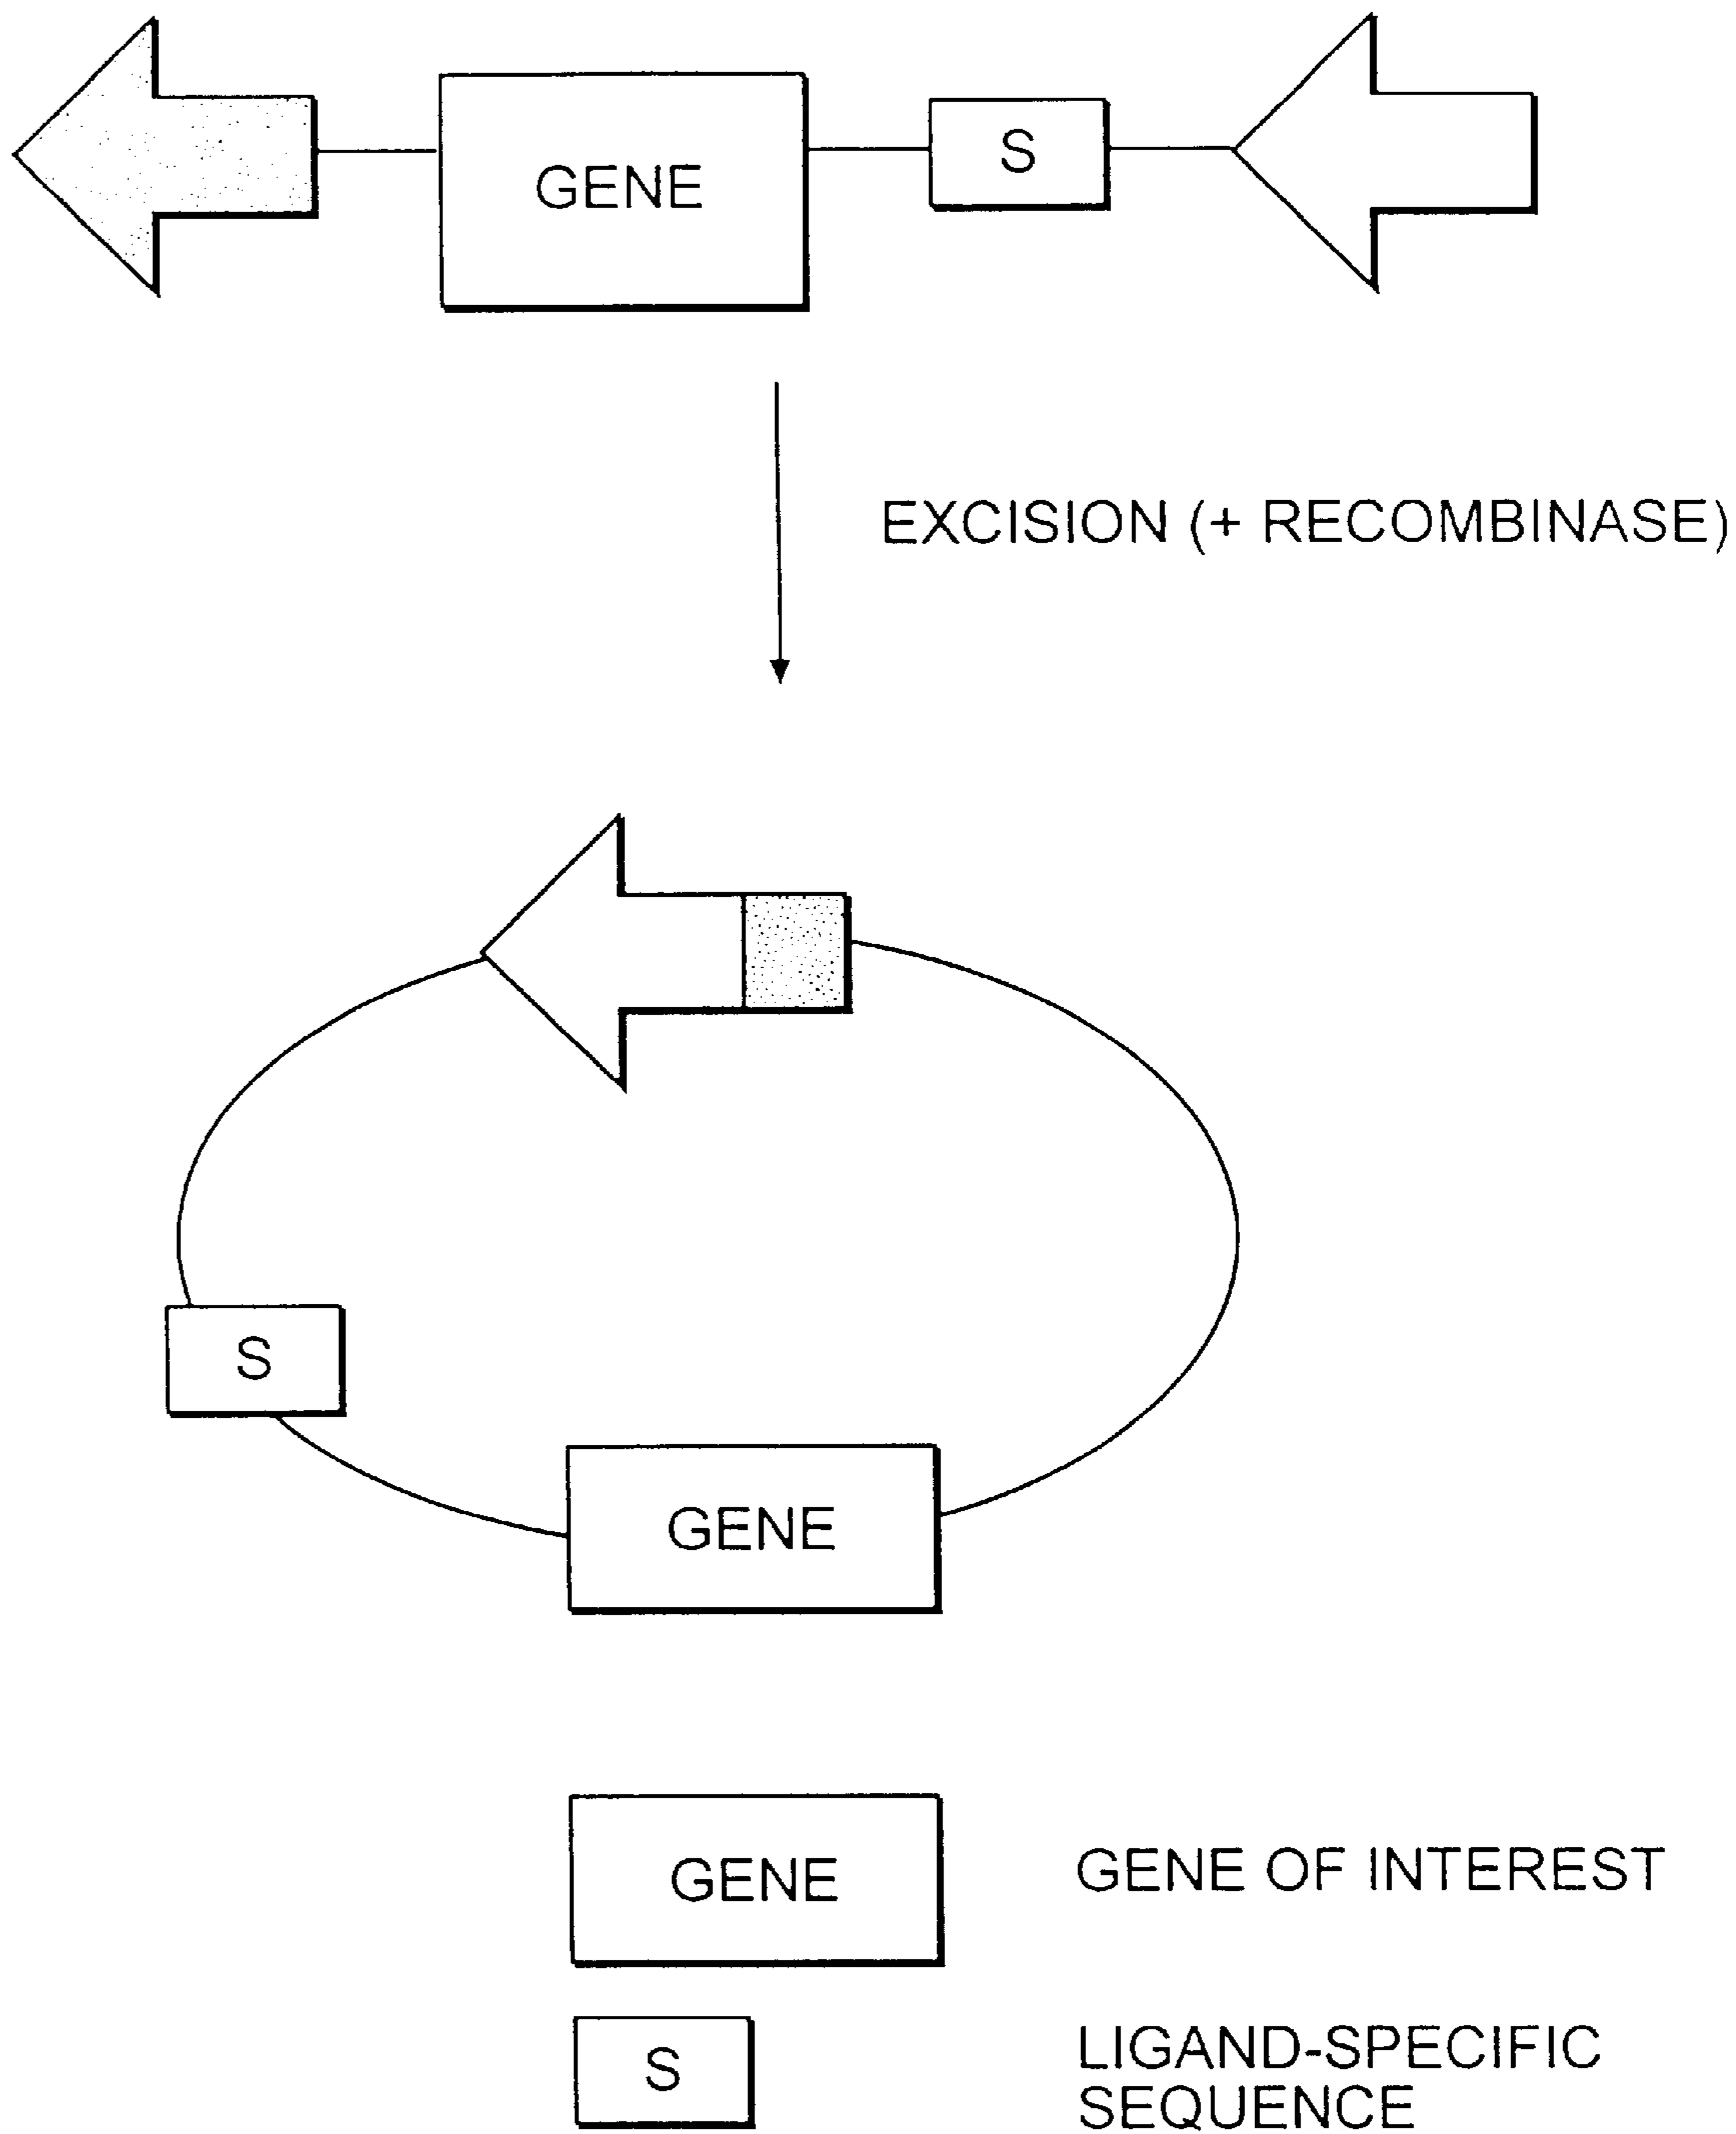 GENE
S
EXCISION (+ RECOMBINASE)
S
GENE
GENE
GENE OF INTEREST
S
LIGAND-SPECIFIC
SEQUENCE